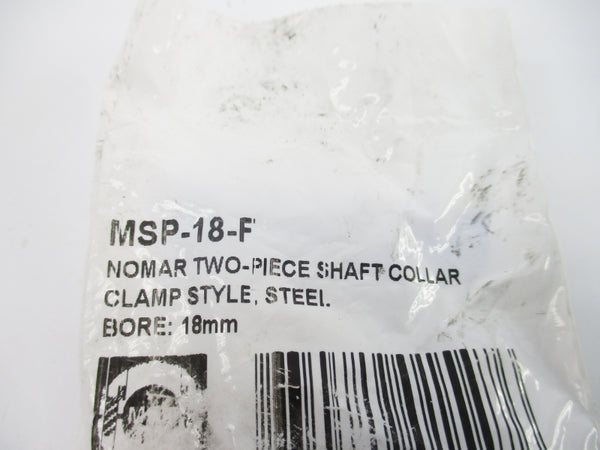 MSP-18-F
NOMAR TWO-PIECE SHAFT COLLAR
CLAMP STYLE, STEEL
BORE: 18mm